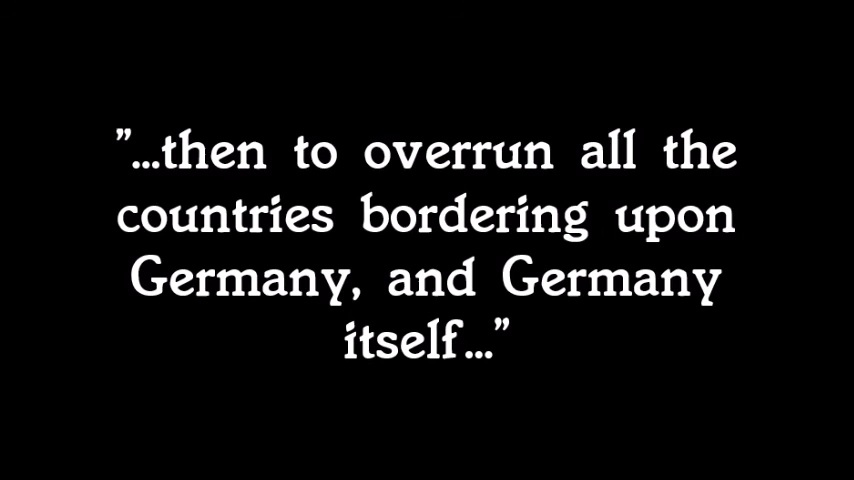 "...then to overrun all the
countries bordering upon
Germany, and Germany
itself..."